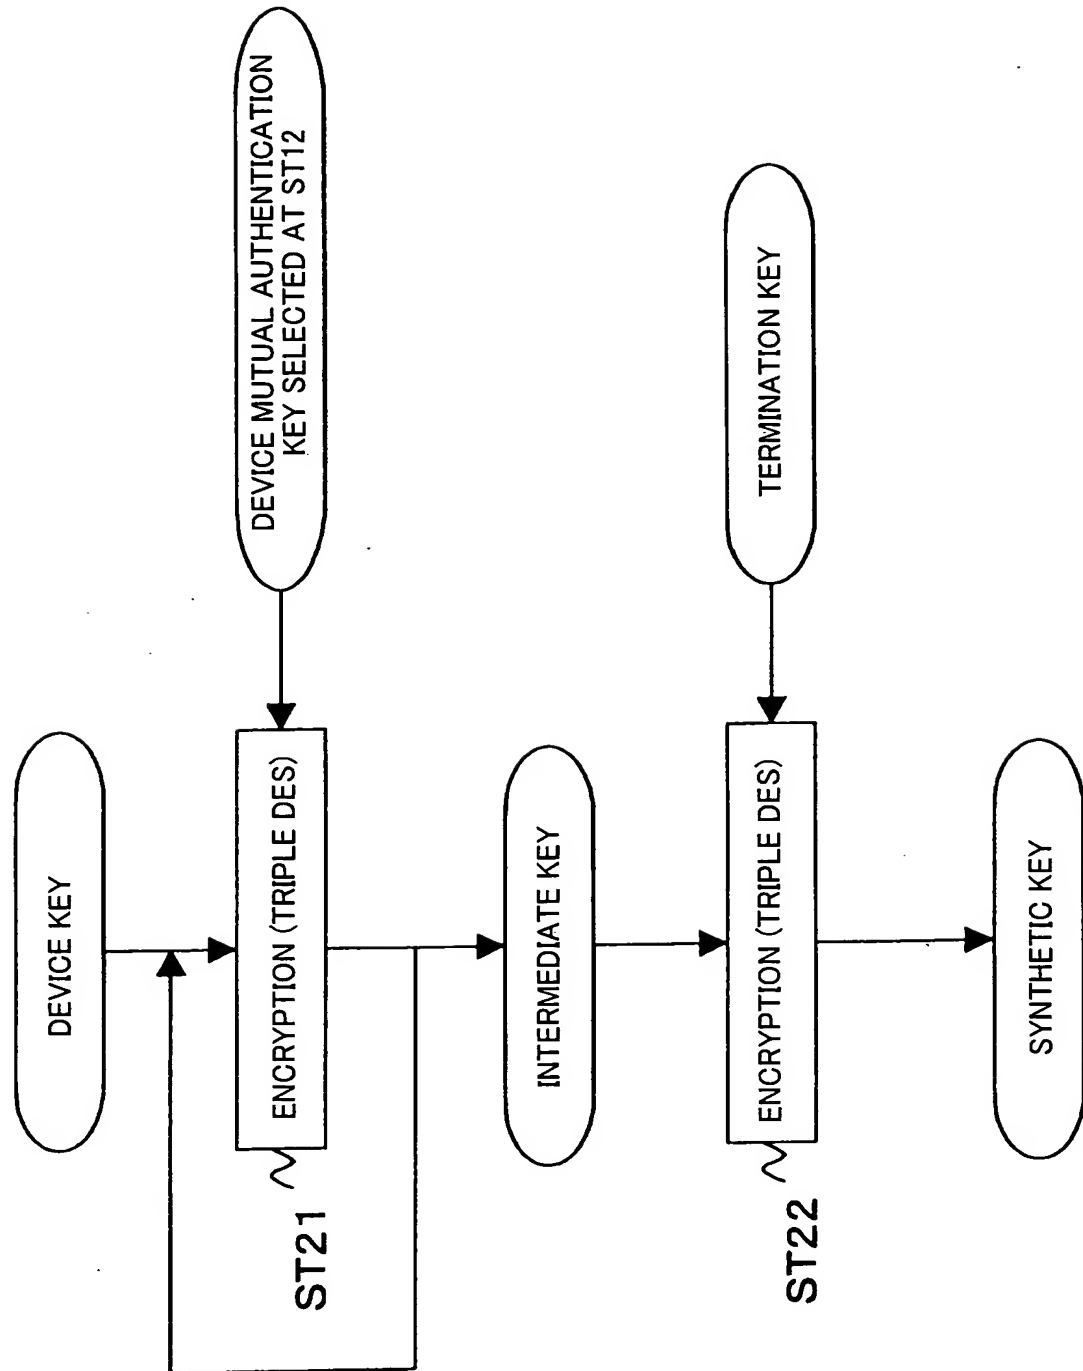 DEVICE KEY
DEVICE MUTUAL AUTHENTICATION
KEY SELECTED AT ST12
ENCRYPTION (TRIPLE DES)
ST21
INTERMEDIATE KEY
TERMINATION KEY
ENCRYPTION (TRIPLE DES)
ST22
SYNTHETIC KEY